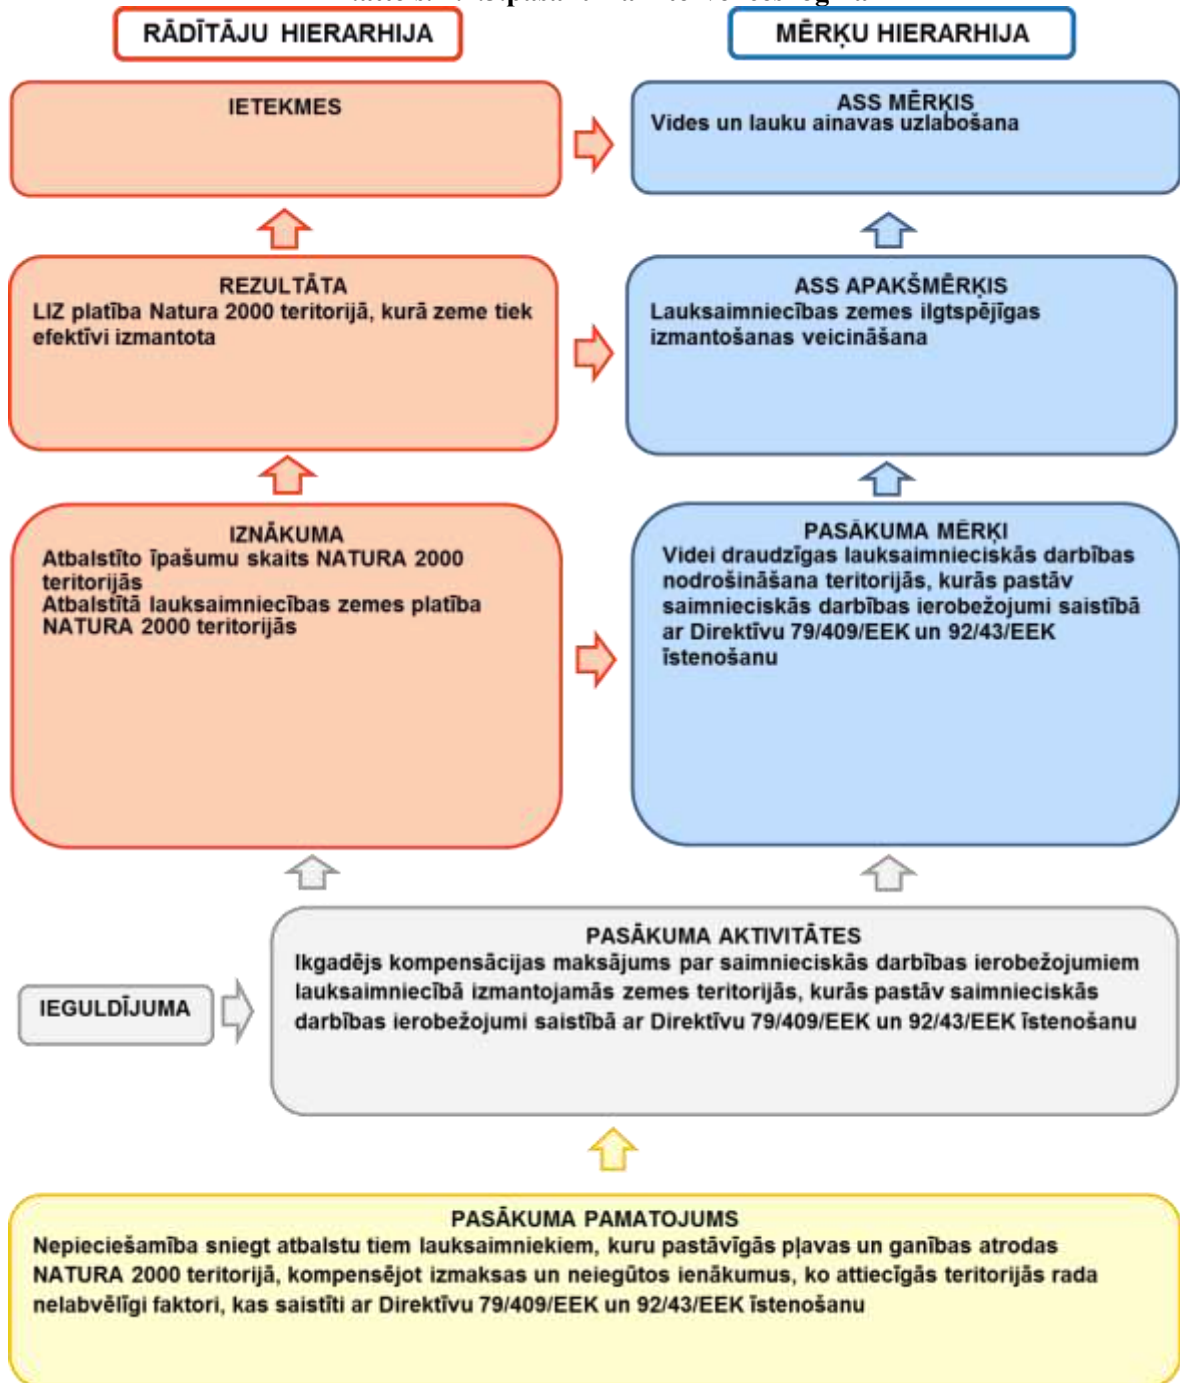 RĀDĪTĀJU HIERARHIJA
MĒRĶU HIERARHIJA
IETEKMES
ASS MĒRĶIS
Vides un lauku ainavas uzlabošana
REZULTĀTA
LIZ platība Natura 2000 teritorijā, kurā zeme tiek
efektīvi izmantota
ASS APAKŠMĒRĶIS
Lauksaimniecības zemes ilgtspējīgas
izmantošanas veicināšana
IZNĀKUMA
Atbalstīto īpašumu skaits NATURA 2000
teritorijās
Atbalstītā lauksaimniecības zemes platība
NATURA 2000 teritorijās
PASĀKUMA MĒRĶI
Videi draudzīgas lauksaimnieciskās darbības
nodrošināšana teritorijās, kurās pastāv
saimnieciskās darbības ierobežojumi saistībā
ar Direktīvu 79/409/EEK un 92/43/EEK
īstenošanu
PASĀKUMA AKTIVITĀTES
Ikgadējs kompensācijas maksājums par saimnieciskās darbības ierobežojumiem
lauksaimniecībā izmantojamās zemes teritorijās, kurās pastāv saimnieciskās
darbības ierobežojumi saistībā ar Direktīvu 79/409/EEK un 92/43/EEK īstenošanu
IEGULDĪJUMA
PASĀKUMA PAMATOJUMS
Nepieciešamība sniegt atbalstu tiem lauksaimniekiem, kuru pastāvīgās pļavas un ganības atrodas
NATURA 2000 teritorijā, kompensējot izmaksas un neiegūtos ienākumus, ko attiecīgās teritorijās rada
nelabvēlīgi faktori, kas saistīti ar Direktīvu 79/409/EEK un 92/43/EEK īstenošanu